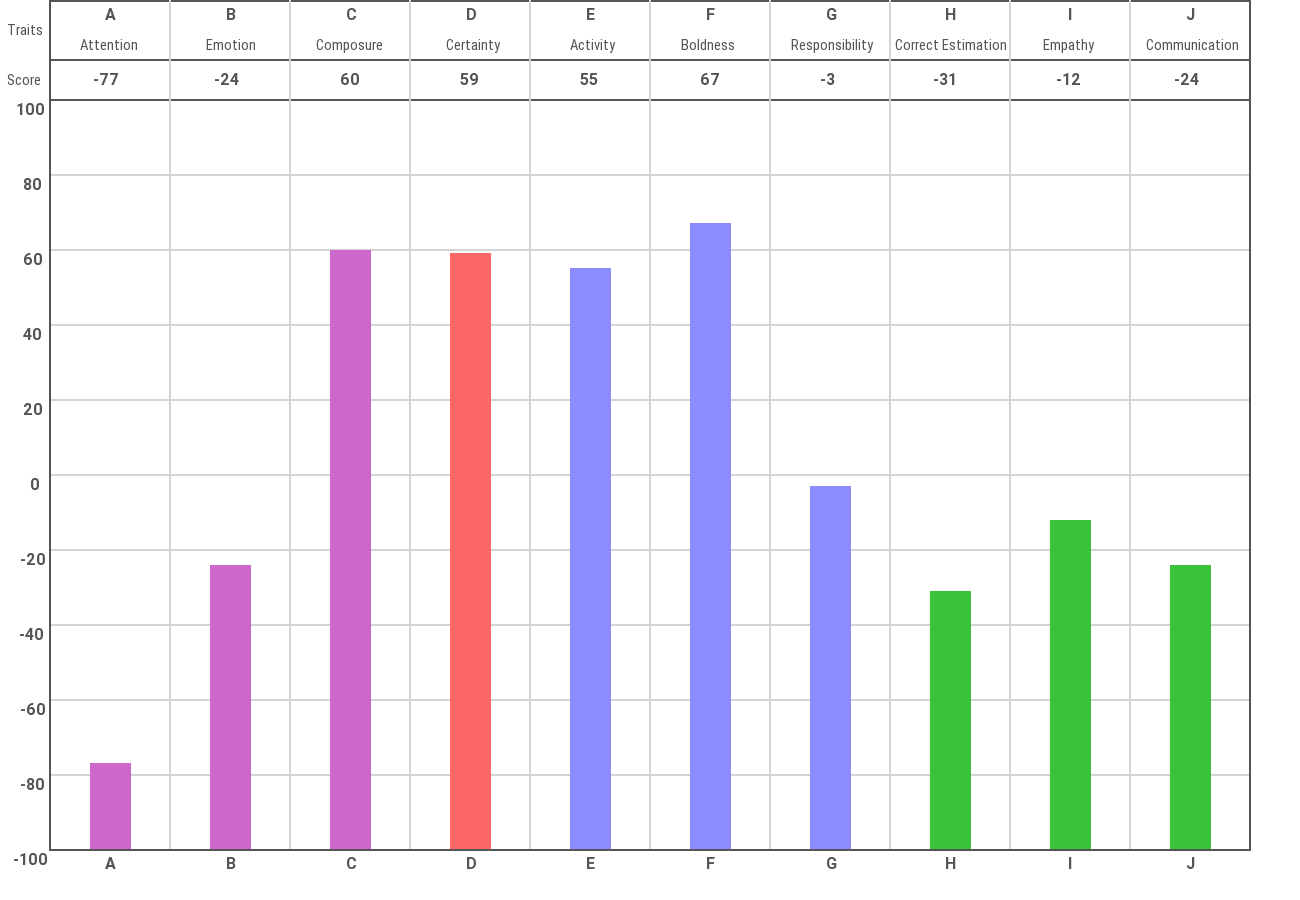 A B C D E F G H I J
Traits
Attention Emotion Composure Certainty Activity Boldness Responsibility Correct Estimation Empathy Communication
Score -77 -24 60 59 55 67 -3 -31 -12 -24
100
80
60
40
20
0
-20
-40
-60
-80
-100
A B C D E F G H I J